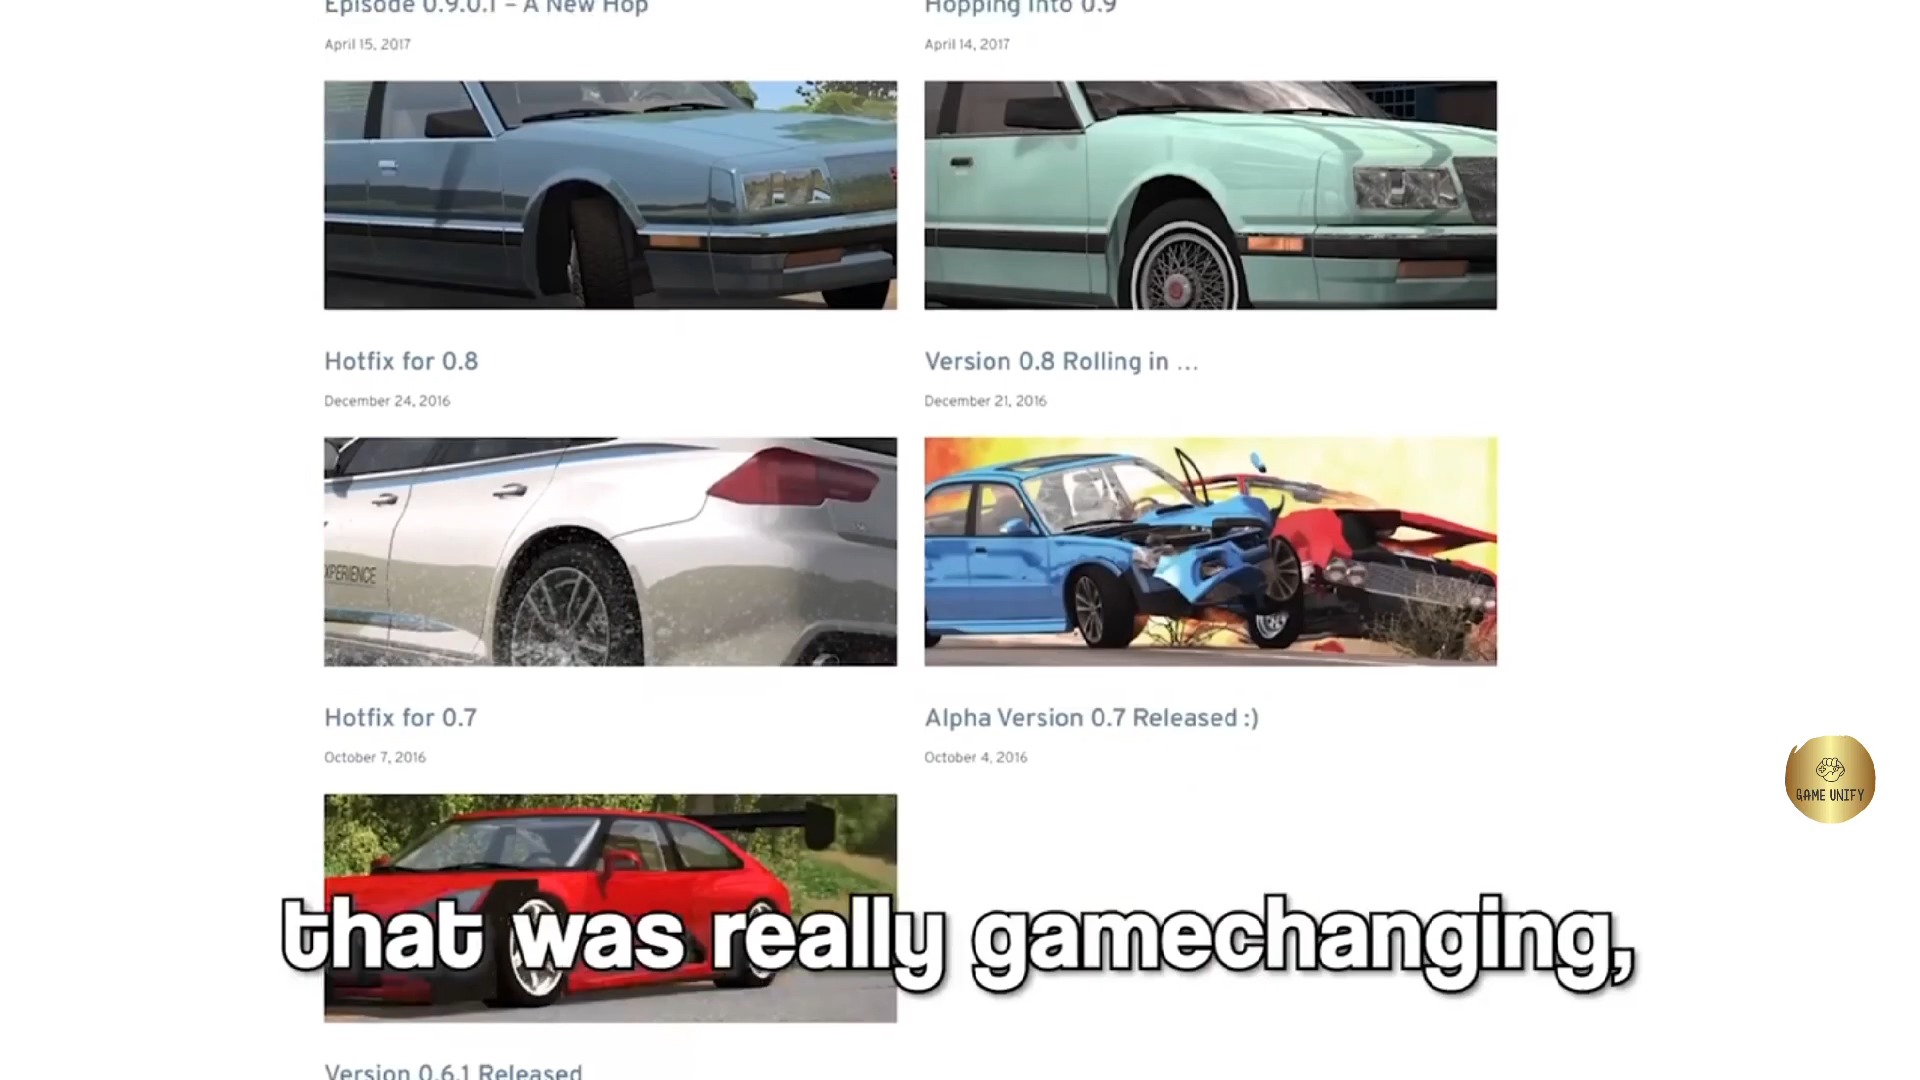 Episode 0.9.0.1 – A New Hop
Hopping into 0.9
April 15, 2017
April 14, 2017
Hotfix for 0.8
Version 0.8 Rolling in ...
December 24, 2016
December 21, 2016
XPERIENCE
Hotfix for 0.7
Alpha Version 0.7 Released :)
October 7, 2016
October 4, 2016
GAME UNIFY
that was really gamechanging,
Version 0.6.1 Released